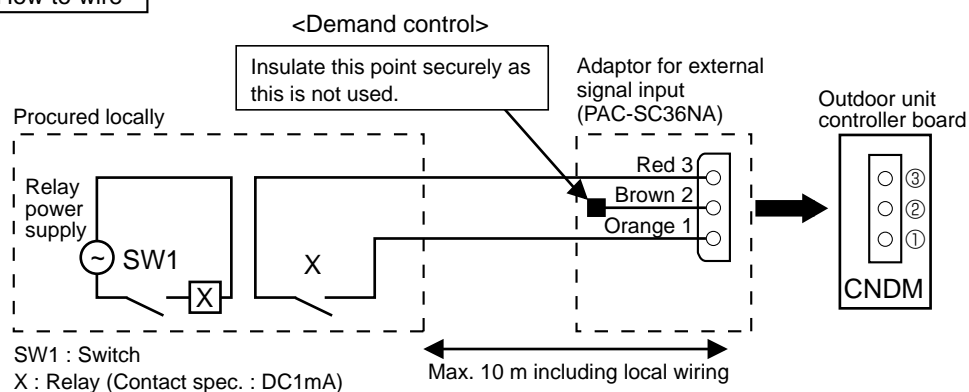 How to wire
<Demand control>
Insulate this point securely as
this is not used.
Adaptor for external
signal input
(PAC-SC36NA)
Outdoor unit
controller board
Procured locally
Relay
power
supply
~
SW1
X
X
Red 3
Brown 2
Orange 1
③
②
①
CNDM
SW1 : Switch
X : Relay (Contact spec. : DC1mA)
Max. 10 m including local wiring